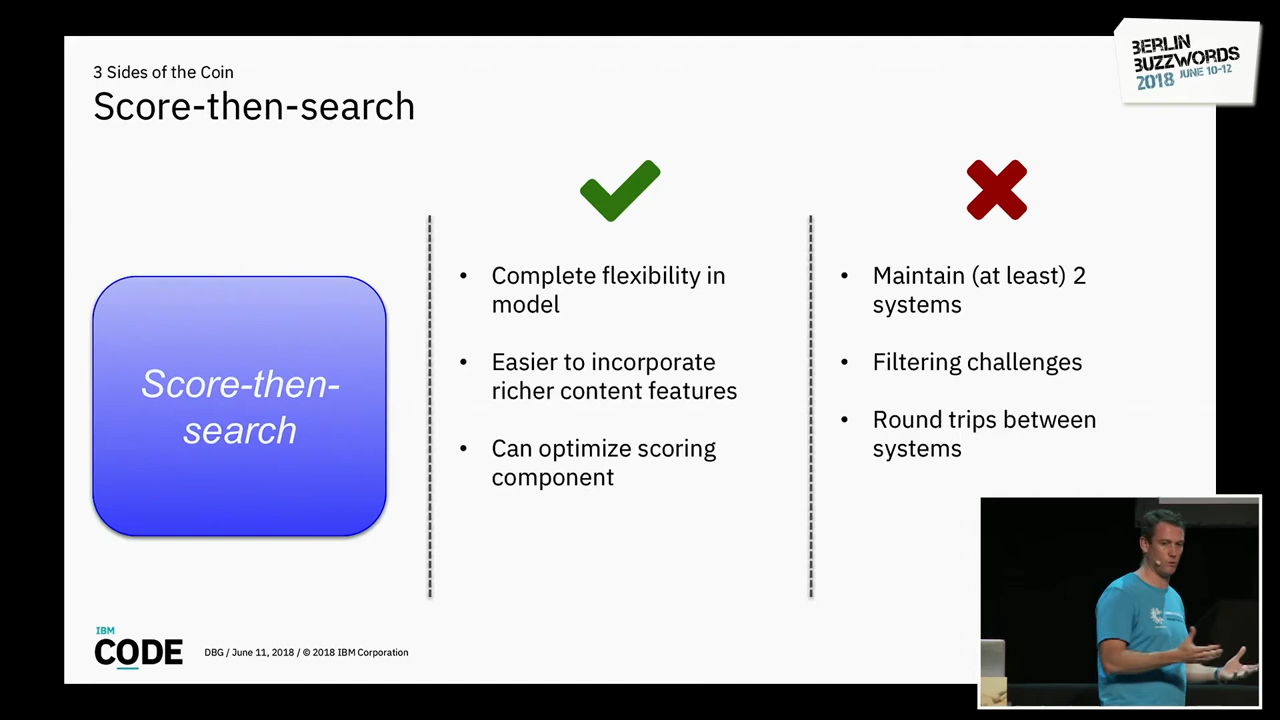 3 Sides of the Coin
Score-then-search
BERLIN
BUZZWORDS
2018 JUNE 10-12
Score-then-
search
• Complete flexibility in
model
• Easier to incorporate
richer content features
• Can optimize scoring
component
• Maintain (at least) 2
systems
• Filtering challenges
• Round trips between
systems
IBM
CODE
DBG / June 11, 2018 / © 2018 IBM Corporation